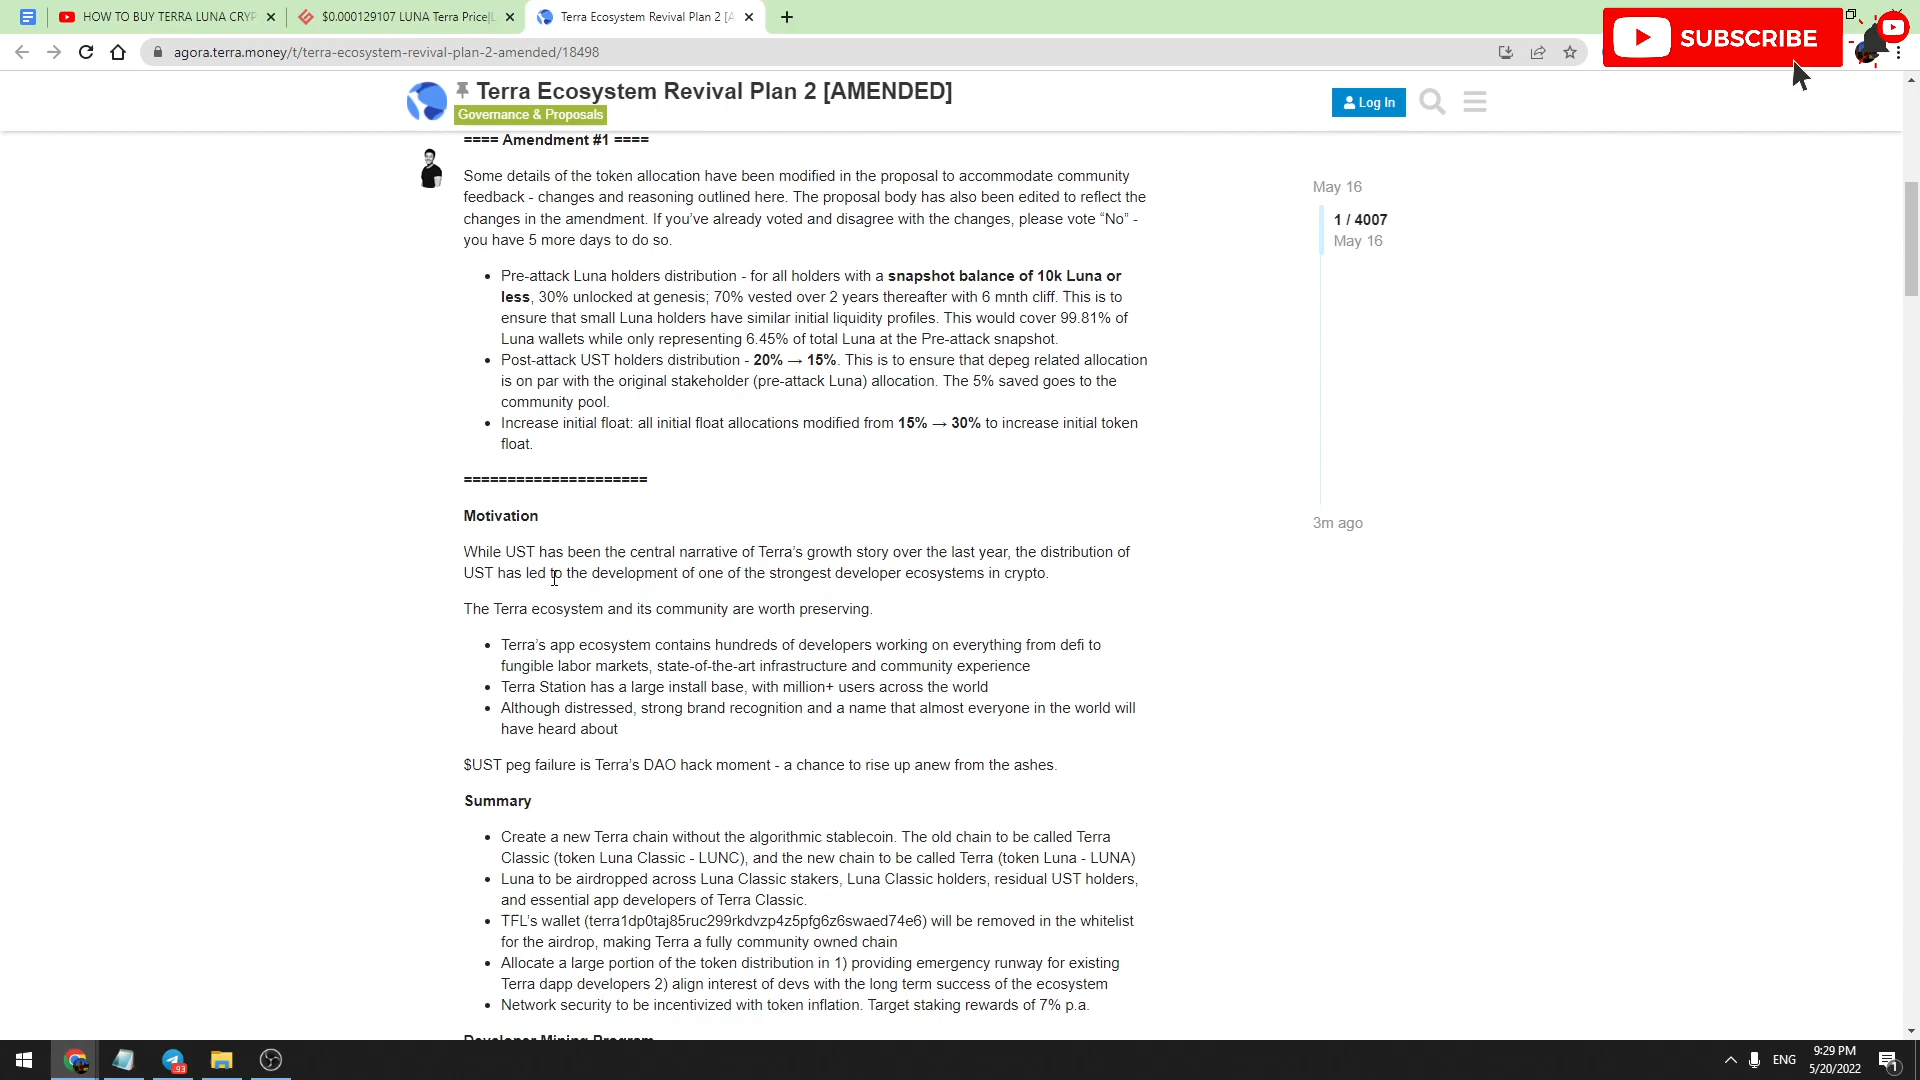 HOW TO BUY TERRA LUNA CRYP
$0.000129107 LUNA Terra Price|L
Terra Ecosystem Revival Plan 2 [A
SUBSCRIBE
agora.terra.money/t/terra-ecosystem-revival-plan-2-amended/18498
Terra Ecosystem Revival Plan 2 [AMENDED]
Governance & Proposals
Log In
==== Amendment #1 ====
Some details of the token allocation have been modified in the proposal to accommodate community
feedback - changes and reasoning outlined here. The proposal body has also been edited to reflect the
changes in the amendment. If you’ve already voted and disagree with the changes, please vote “No” -
you have 5 more days to do so.
• Pre-attack Luna holders distribution - for all holders with a snapshot balance of 10k Luna or
less, 30% unlocked at genesis; 70% vested over 2 years thereafter with 6 mnth cliff. This is to
ensure that small Luna holders have similar initial liquidity profiles. This would cover 99.81% of
Luna wallets while only representing 6.45% of total Luna at the Pre-attack snapshot.
• Post-attack UST holders distribution - 20% → 15%. This is to ensure that depeg related allocation
is on par with the original stakeholder (pre-attack Luna) allocation. The 5% saved goes to the
community pool.
• Increase initial float: all initial float allocations modified from 15% → 30% to increase initial token
float.
=====================
Motivation
While UST has been the central narrative of Terra’s growth story over the last year, the distribution of
UST has led to the development of one of the strongest developer ecosystems in crypto.
The Terra ecosystem and its community are worth preserving.
• Terra’s app ecosystem contains hundreds of developers working on everything from defi to
fungible labor markets, state-of-the-art infrastructure and community experience
• Terra Station has a large install base, with million+ users across the world
• Although distressed, strong brand recognition and a name that almost everyone in the world will
have heard about
$UST peg failure is Terra’s DAO hack moment - a chance to rise up anew from the ashes.
Summary
• Create a new Terra chain without the algorithmic stablecoin. The old chain to be called Terra
Classic (token Luna Classic - LUNC), and the new chain to be called Terra (token Luna - LUNA)
• Luna to be airdropped across Luna Classic stakers, Luna Classic holders, residual UST holders,
and essential app developers of Terra Classic.
• TFL’s wallet (terra1dp0taj85ruc299rkdvzp4z5pfg6z6swaed74e6) will be removed in the whitelist
for the airdrop, making Terra a fully community owned chain
• Allocate a large portion of the token distribution in 1) providing emergency runway for existing
Terra dapp developers 2) align interest of devs with the long term success of the ecosystem
• Network security to be incentivized with token inflation. Target staking rewards of 7% p.a.
Developer Mining Program
May 16
1 / 4007
May 16
3m ago
93
ENG
9:29 PM
5/20/2022
1